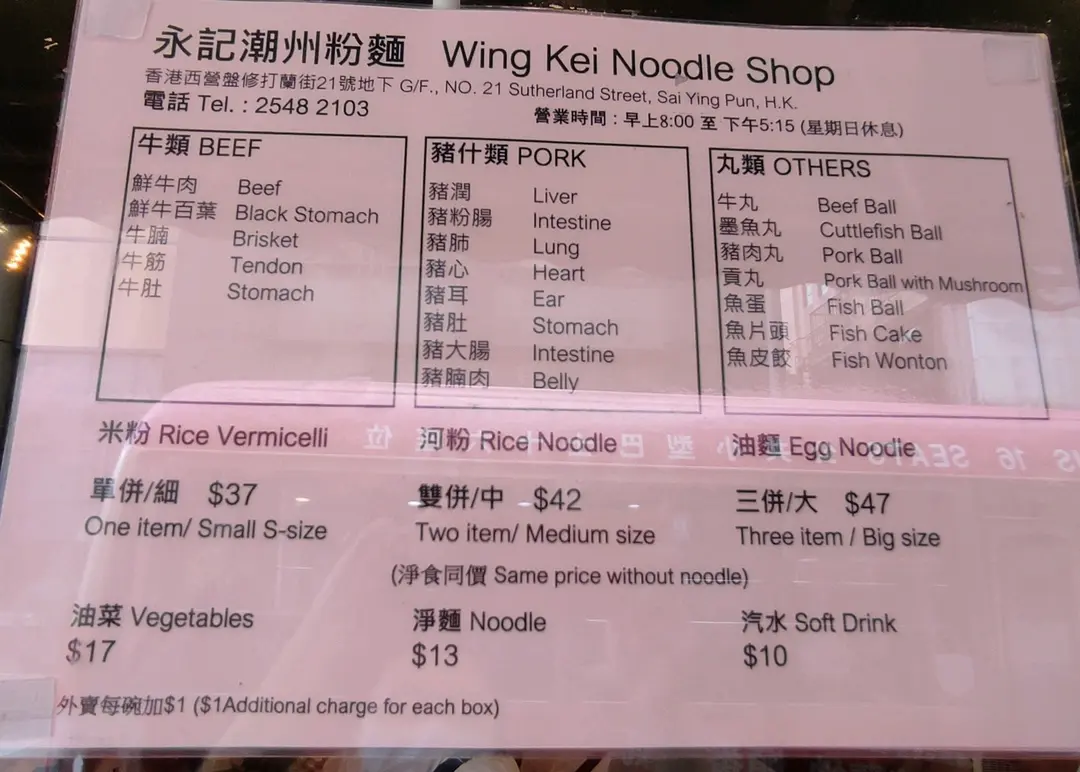 永記潮州粉麵 Wing Kei Noodle Shop
香港西營盤修打蘭街21號地下 G/F., NO. 21 Sutherland Street, Sai Ying Pun, H.K.
電話 Tel. : 2548 2103
營業時間 : 早上8:00 至 下午5:15 (星期日休息)
牛類 BEEF
鮮牛肉 Beef
鮮牛百葉 Black Stomach
牛腩 Brisket
牛筋 Tendon
牛肚 Stomach
豬什類 PORK
豬潤 Liver
豬粉腸 Intestine
豬肺 Lung
豬心 Heart
豬耳 Ear
豬肚 Stomach
豬大腸 Intestine
豬腩肉 Belly
丸類 OTHERS
牛丸 Beef Ball
墨魚丸 Cuttlefish Ball
豬肉丸 Pork Ball
貢丸 Pork Ball with Mushroom
魚蛋 Fish Ball
魚片頭 Fish Cake
魚皮餃 Fish Wonton
米粉 Rice Vermicelli 河粉 Rice Noodle 油麵 Egg Noodle
單併/細 $37 雙併/中 $42 三併/大 $47
One item/ Small S-size Two item/ Medium size Three item / Big size
(淨食同價 Same price without noodle)
油菜 Vegetables 淨麵 Noodle 汽水 Soft Drink
$17 $13 $10
外賣每碗加$1 ($1Additional charge for each box)